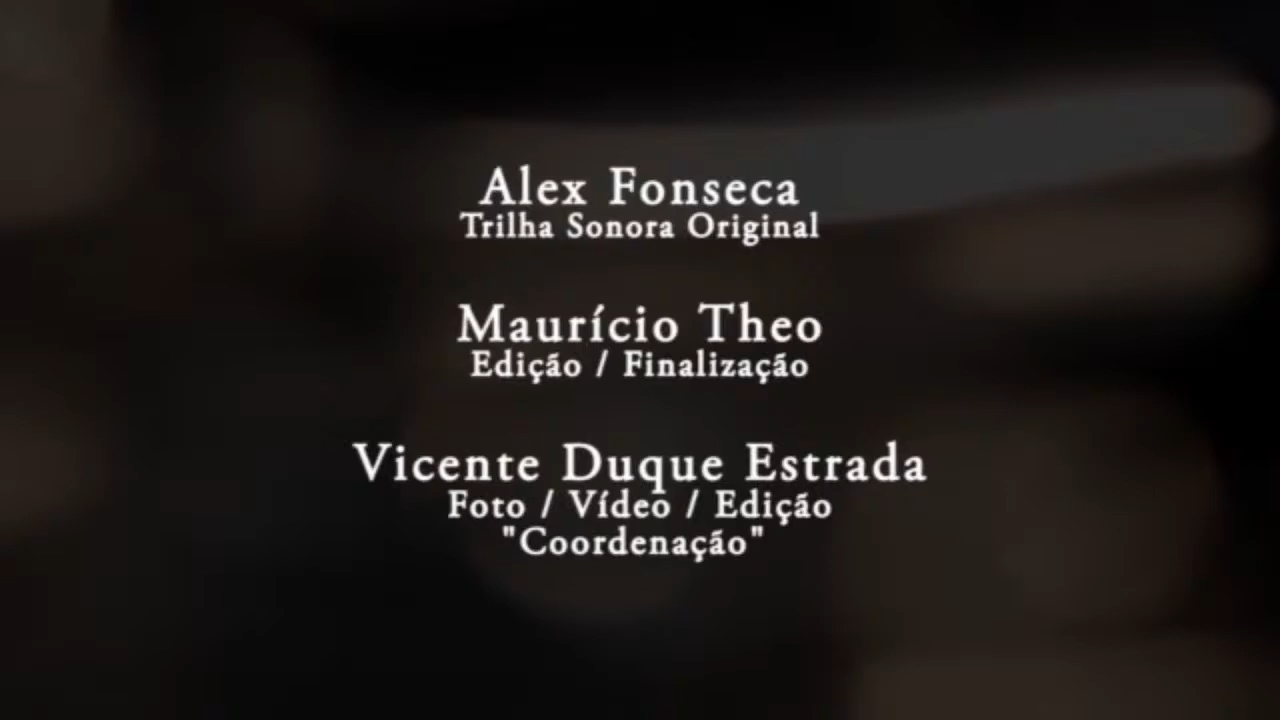 Alex Fonseca
Trilha Sonora Original
Maurício Theo
Edição / Finalização
Vicente Duque Estrada
Foto / Vídeo / Edição
"Coordenação"